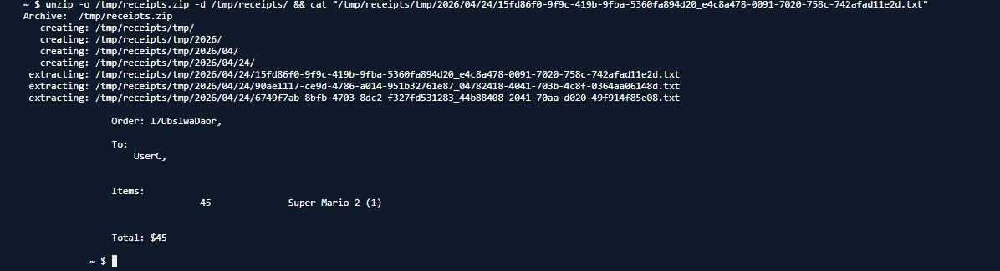 ~ $ unzip -o /tmp/receipts.zip -d /tmp/receipts/ && cat "/tmp/receipts/tmp/2026/04/24/15fd86f0-9f9c-419b-9fba-5360fa894d20_e4c8a478-0091-7020-758c-742afad11e2d.txt"
Archive:  /tmp/receipts.zip
creating: /tmp/receipts/tmp/
creating: /tmp/receipts/tmp/2026/
creating: /tmp/receipts/tmp/2026/04/
creating: /tmp/receipts/tmp/2026/04/24/
extracting: /tmp/receipts/tmp/2026/04/24/15fd86f0-9f9c-419b-9fba-5360fa894d20_e4c8a478-0091-7020-758c-742afad11e2d.txt
extracting: /tmp/receipts/tmp/2026/04/24/90ae1117-ce9d-4786-a014-951b32761e87_04782418-4041-703b-4c8f-0364aa06148d.txt
extracting: /tmp/receipts/tmp/2026/04/24/6749f7ab-8bfb-4703-8dc2-f327fd531283_44b88408-2041-70aa-d020-49f914f85e08.txt
Order: l7UbslwaDaor,
To:
UserC,
Items:
45 Super Mario 2 (1)
Total: $45
~ $